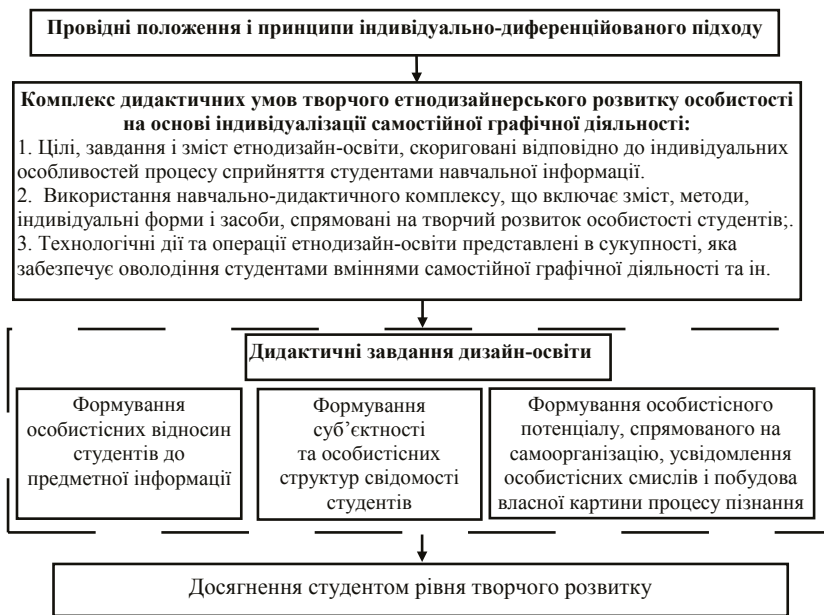 Провідні положення і принципи індивідуально-диференційованого підходу
Комплекс дидактичних умов творчого етнодизайнерського розвитку особистості
на основі індивідуалізації самостійної графічної діяльності:
1. Цілі, завдання і зміст етнодизайн-освіти, скориговані відповідно до індивідуальних
особливостей процесу сприйняття студентами навчальної інформації.
2. Використання навчально-дидактичного комплексу, що включає зміст, методи,
індивідуальні форми і засоби, спрямовані на творчий розвиток особистості студентів;.
3. Технологічні дії та операції етнодизайн-освіти представлені в сукупності, яка
забезпечує оволодіння студентами вміннями самостійної графічної діяльності та ін.
Дидактичні завдання дизайн-освіти
Формування
особистісних відносин
студентів до
предметної інформації
Формування
суб’єктності
та особистісних
структур свідомості
студентів
Формування особистісного
потенціалу, спрямованого на
самоорганізацію, усвідомлення
особистісних смислів і побудова
власної картини процесу пізнання
Досягнення студентом рівня творчого розвитку